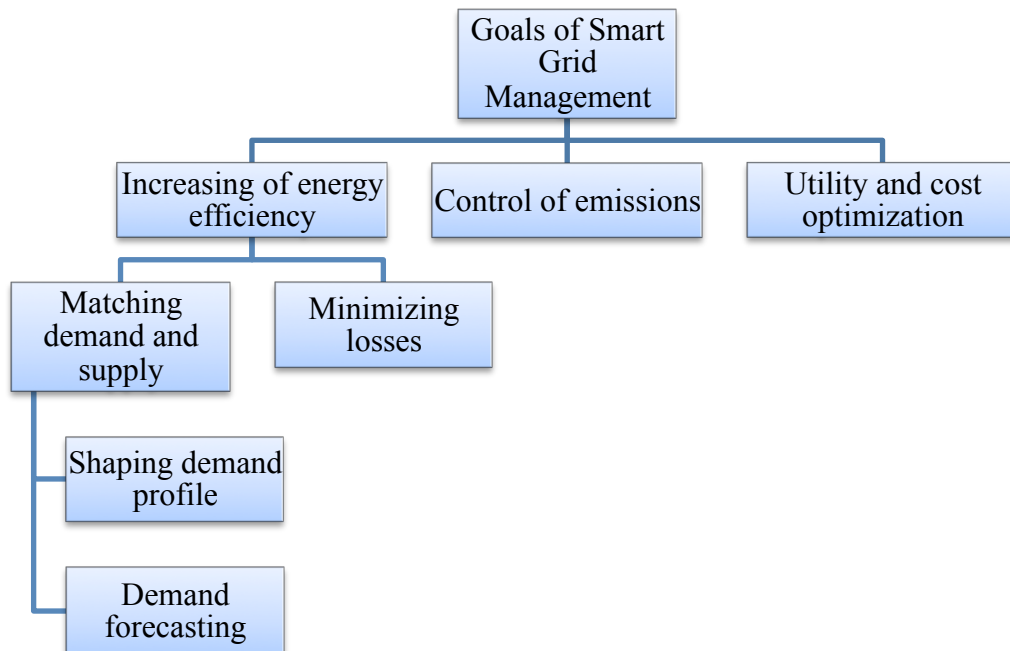 Goals of Smart
Grid
Management
Increasing of energy
efficiency
Control of emissions
Utility and cost
optimization
Matching
demand and
supply
Minimizing
losses
Shaping demand
profile
Demand
forecasting